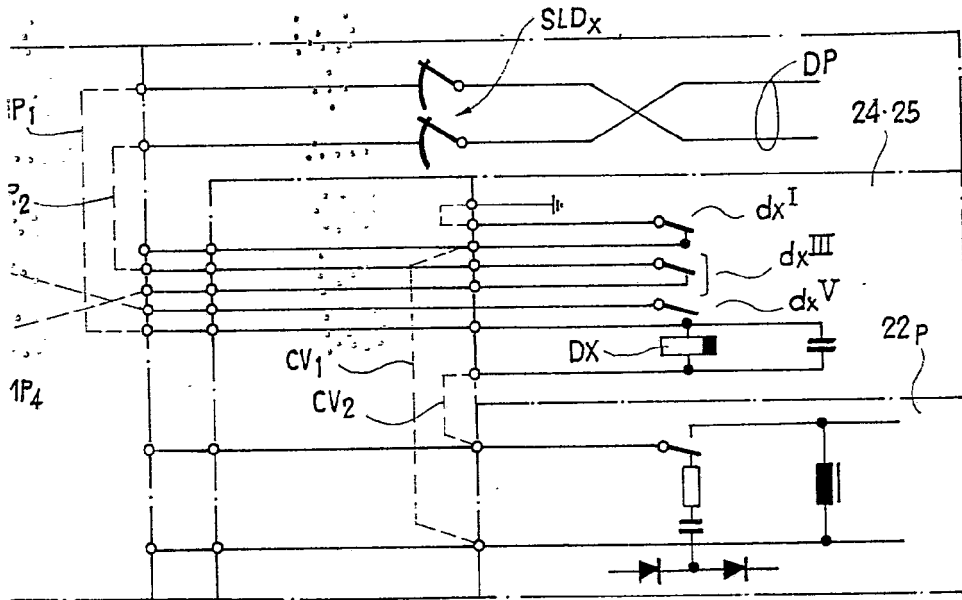 SLDx
DP
P1
24·25
P2
dxI
dxIII
dxV
22P
DX
CV1
1P4
CV2